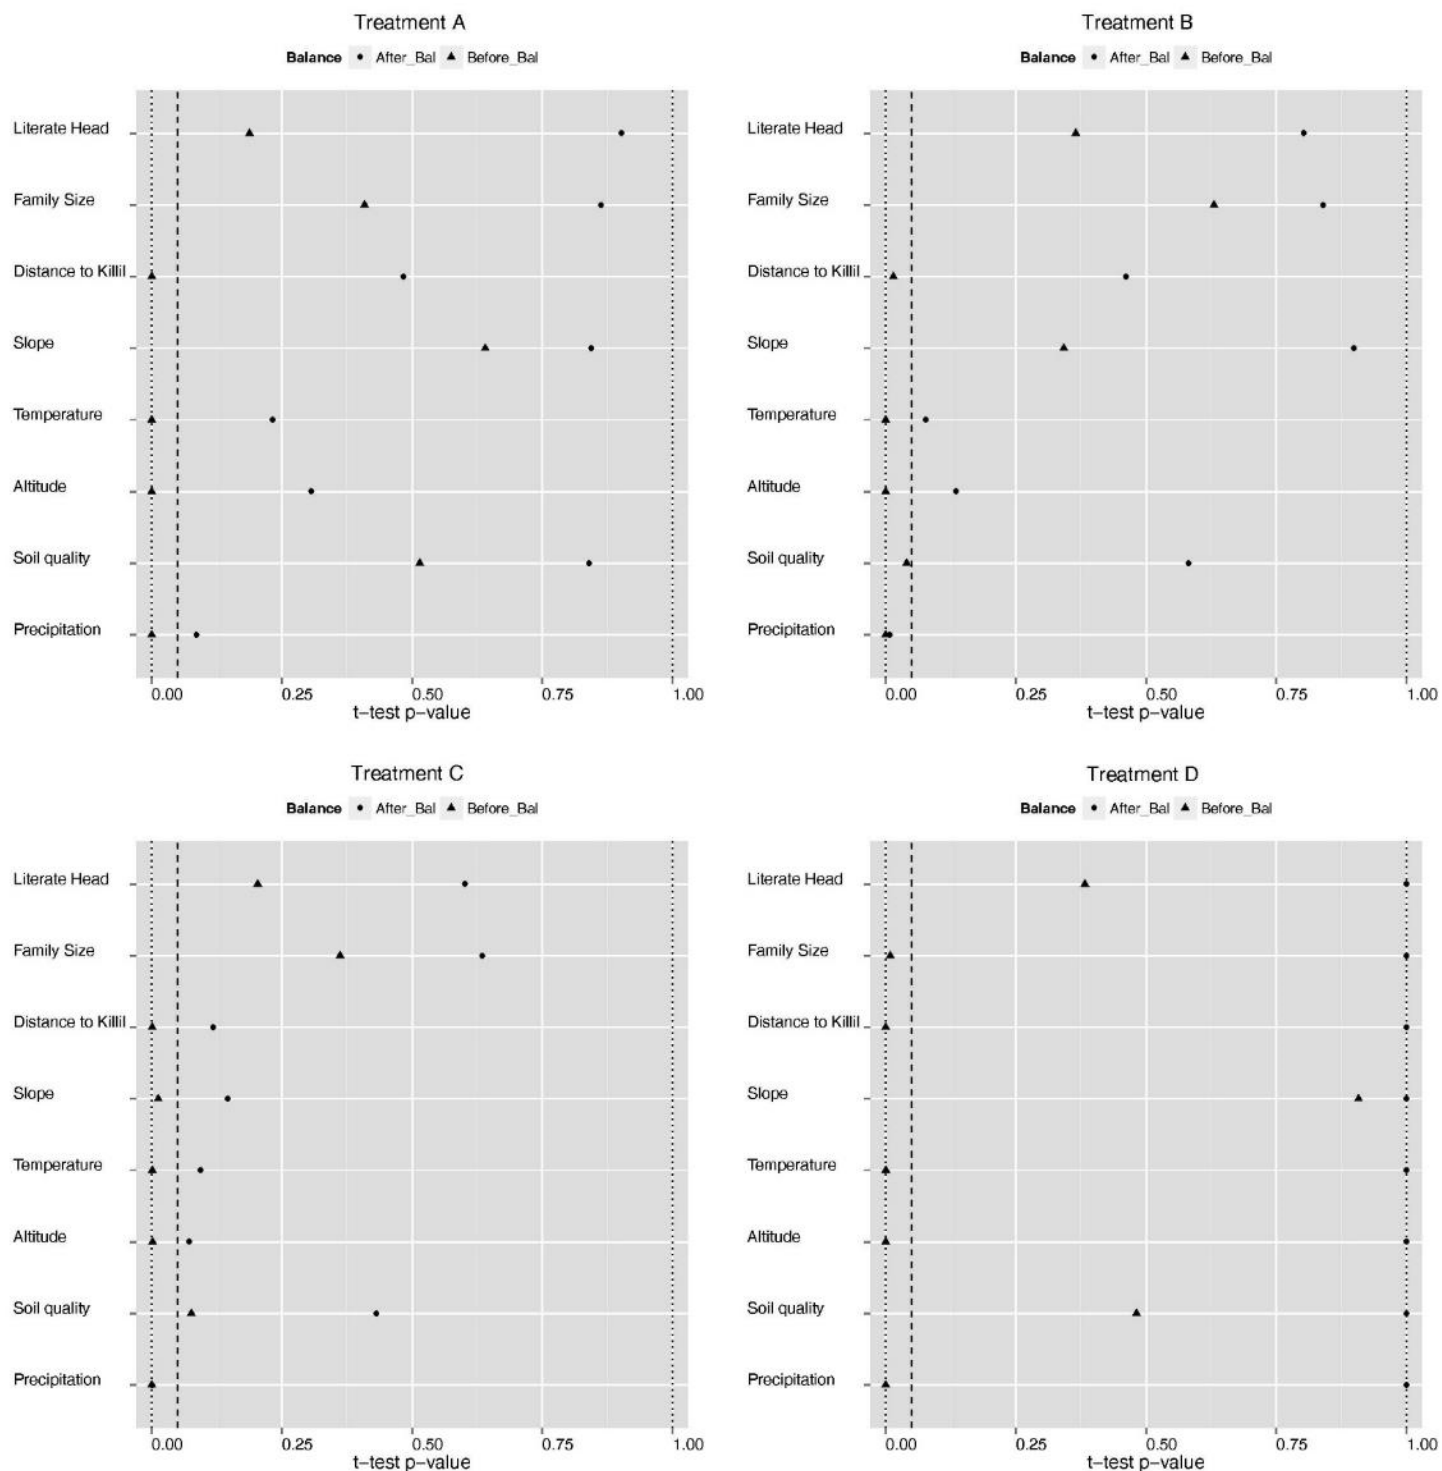 Treatment A
Balance After_Bal Before_Bal
Literate Head
Family Size
Distance to Killil
Slope
Temperature
Altitude
Soil quality
Precipitation
0.00 0.25 0.50 0.75 1.00
t-test p-value
Treatment B
Balance After_Bal Before_Bal
Literate Head
Family Size
Distance to Killil
Slope
Temperature
Altitude
Soil quality
Precipitation
0.00 0.25 0.50 0.75 1.00
t-test p-value
Treatment C
Balance After_Bal Before_Bal
Literate Head
Family Size
Distance to Killil
Slope
Temperature
Altitude
Soil quality
Precipitation
0.00 0.25 0.50 0.75 1.00
t-test p-value
Treatment D
Balance After_Bal Before_Bal
Literate Head
Family Size
Distance to Killil
Slope
Temperature
Altitude
Soil quality
Precipitation
0.00 0.25 0.50 0.75 1.00
t-test p-value